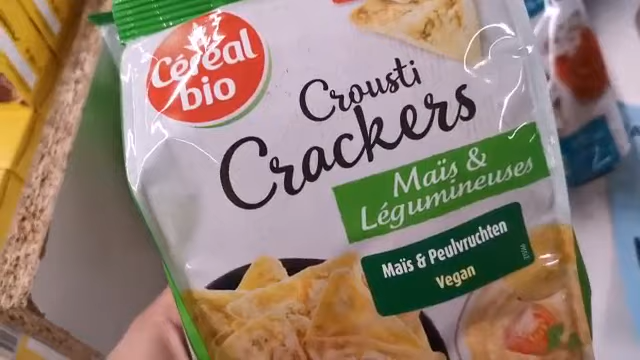 Céréal
bio
Crousti
Crackers
Maïs &
Légumineuses
Maïs & Peulvruchten
Vegan